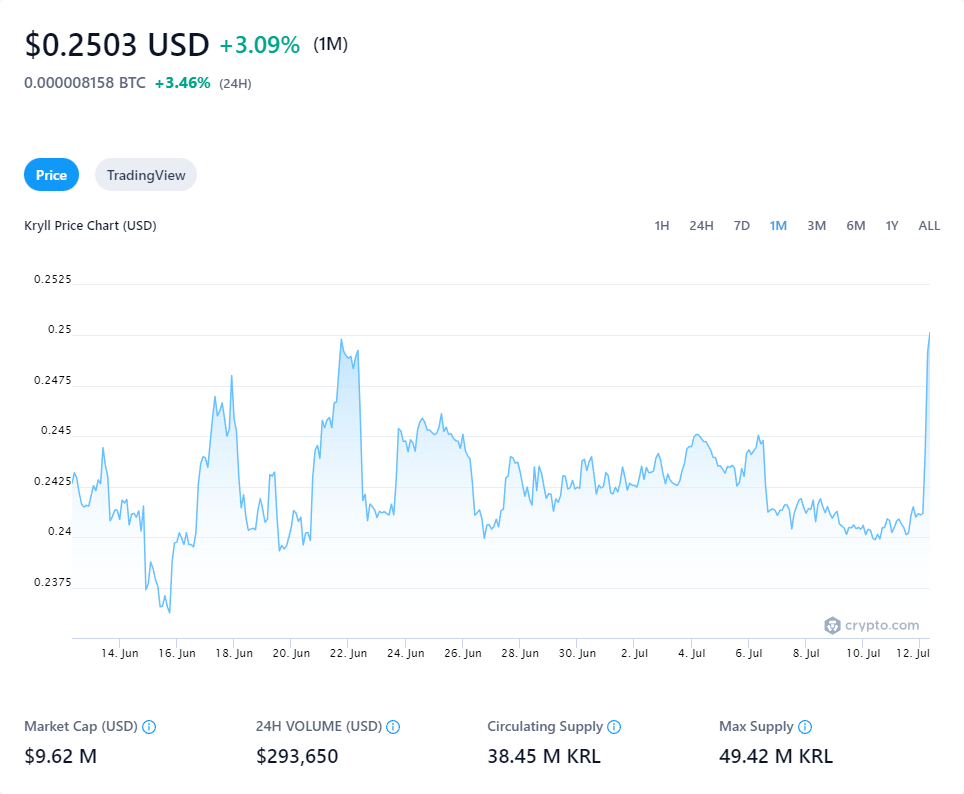 $0.2503 USD +3.09% (1M)
0.000008158 BTC +3.46% (24H)
Price TradingView
Kryll Price Chart (USD) 1H 24H 7D 1M 3M 6M 1Y ALL
0.2525
0.25
0.2475
0.245
0.2425
0.24
0.2375
crypto.com
14. Jun 16. Jun 18. Jun 20. Jun 22. Jun 24. Jun 26. Jun 28. Jun 30. Jun 2. Jul 4. Jul 6. Jul 8. Jul 10. Jul 12. Jul
Market Cap (USD) 24H VOLUME (USD) Circulating Supply Max Supply
$9.62 M $293,650 38.45 M KRL 49.42 M KRL